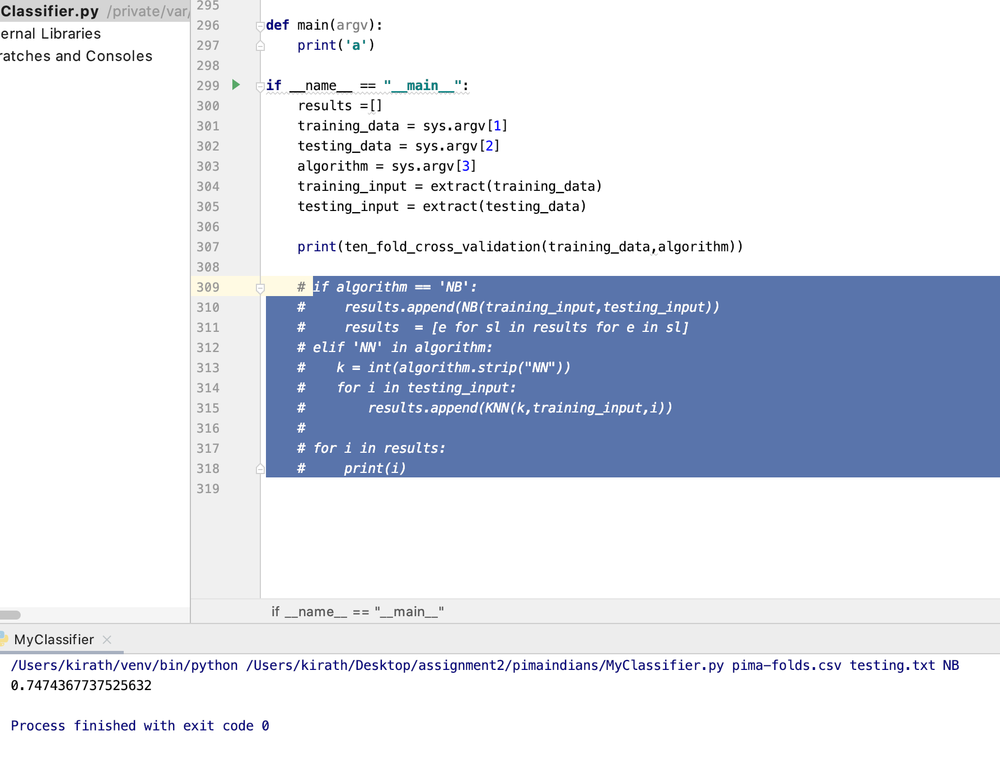 Classifier.py /private/var/
ernal Libraries
ratches and Consoles
295
296 def main(argv):
297     print('a')
298
299 if __name__ == "__main__":
300     results =[]
301     training_data = sys.argv[1]
302     testing_data = sys.argv[2]
303     algorithm = sys.argv[3]
304     training_input = extract(training_data)
305     testing_input = extract(testing_data)
306
307     print(ten_fold_cross_validation(training_data,algorithm))
308
309     # if algorithm == 'NB':
310     #     results.append(NB(training_input,testing_input))
311     #     results  = [e for sl in results for e in sl]
312     # elif 'NN' in algorithm:
313     #    k = int(algorithm.strip("NN"))
314     #    for i in testing_input:
315     #        results.append(KNN(k,training_input,i))
316     #
317     # for i in results:
318     #     print(i)
319
if __name__ == "__main__"
MyClassifier
/Users/kirath/venv/bin/python /Users/kirath/Desktop/assignment2/pimaindians/MyClassifier.py pima-folds.csv testing.txt NB
0.7474367737525632
Process finished with exit code 0